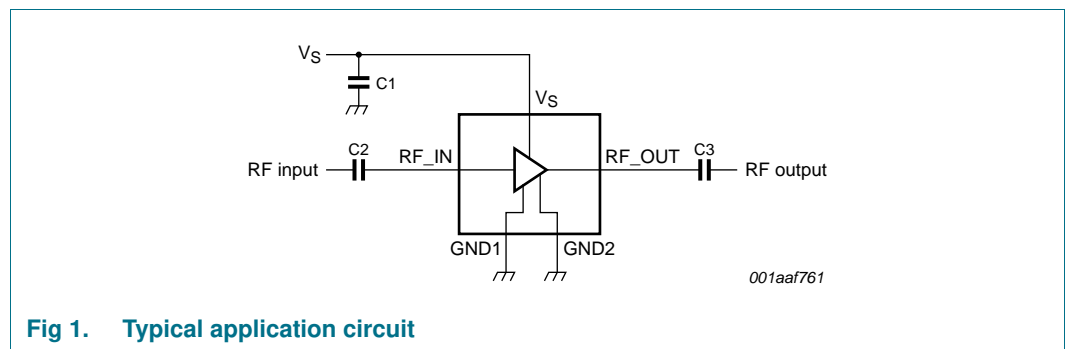 VS
C1
VS
C2
RF_IN
RF_OUT
C3
RF input
RF output
GND1
GND2
001aaf761
Fig 1. Typical application circuit